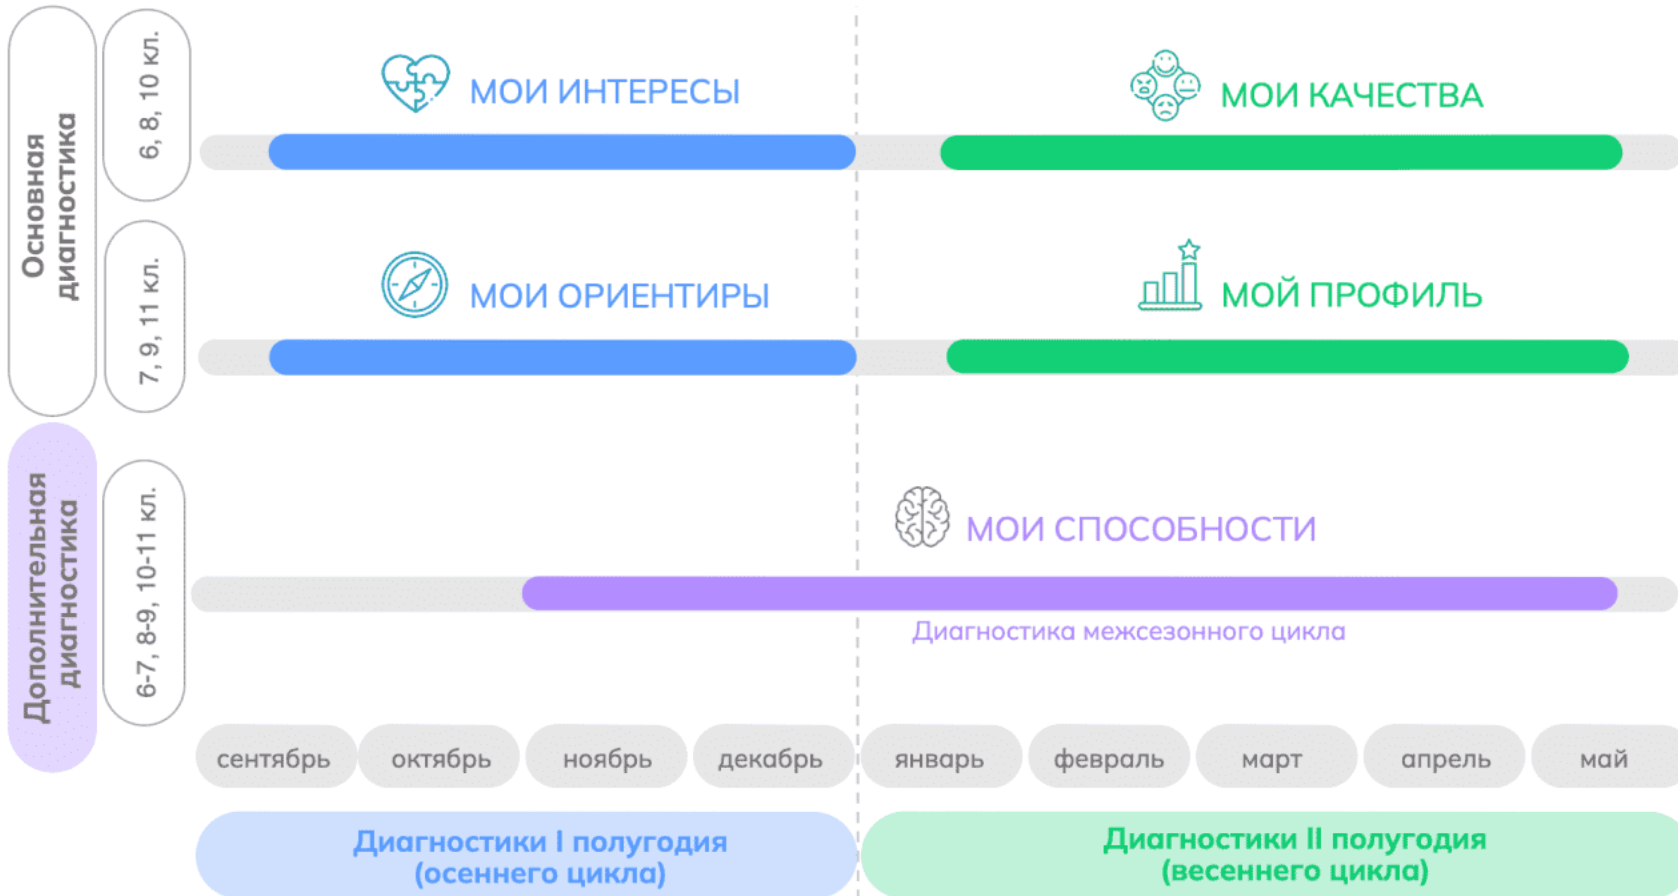 Основная
диагностика
6, 8, 10 кл.
МОИ ИНТЕРЕСЫ
МОИ КАЧЕСТВА
7, 9, 11 кл.
МОИ ОРИЕНТИРЫ
МОЙ ПРОФИЛЬ
Дополнительная
диагностика
6-7, 8-9, 10-11 кл.
МОИ СПОСОБНОСТИ
Диагностика межсезонного цикла
сентябрь
октябрь
ноябрь
декабрь
январь
февраль
март
апрель
май
Диагностики I полугодия
(осеннего цикла)
Диагностики II полугодия
(весеннего цикла)